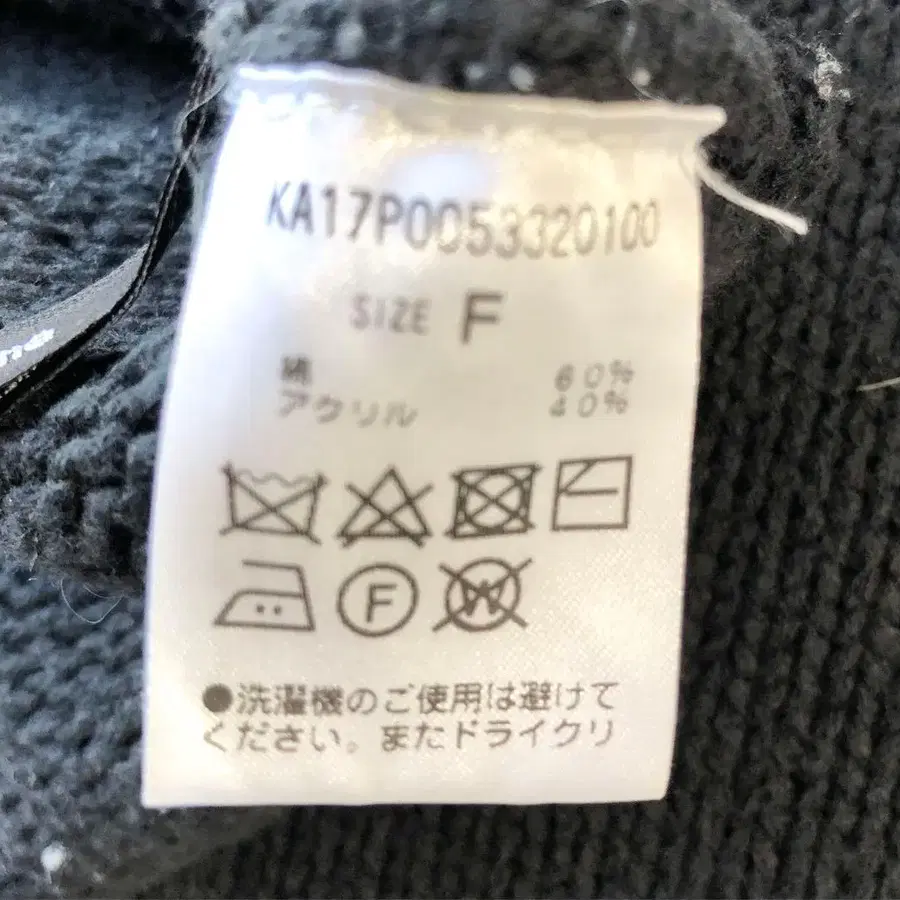 KA17P0053320100
SIZE F
綿 60%
アクリル 40%
F W
●洗濯機のご使用は避けて
ください。またドライクリ